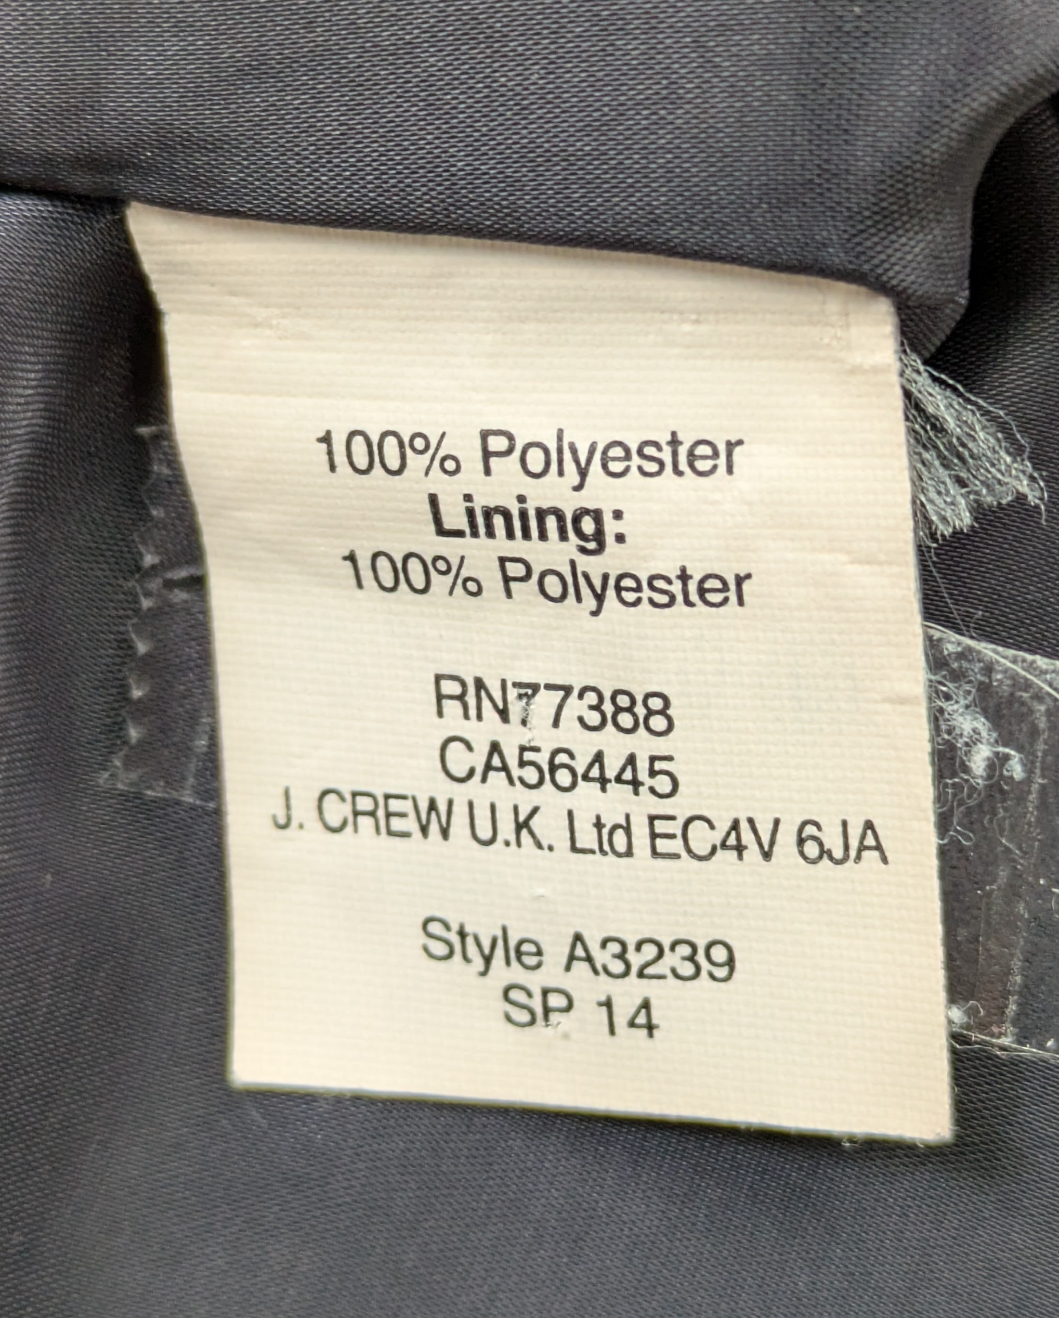 100% Polyester
Lining:
100% Polyester
RN77388
CA56445
J. CREW U.K. Ltd EC4V 6JA
Style A3239
SP 14